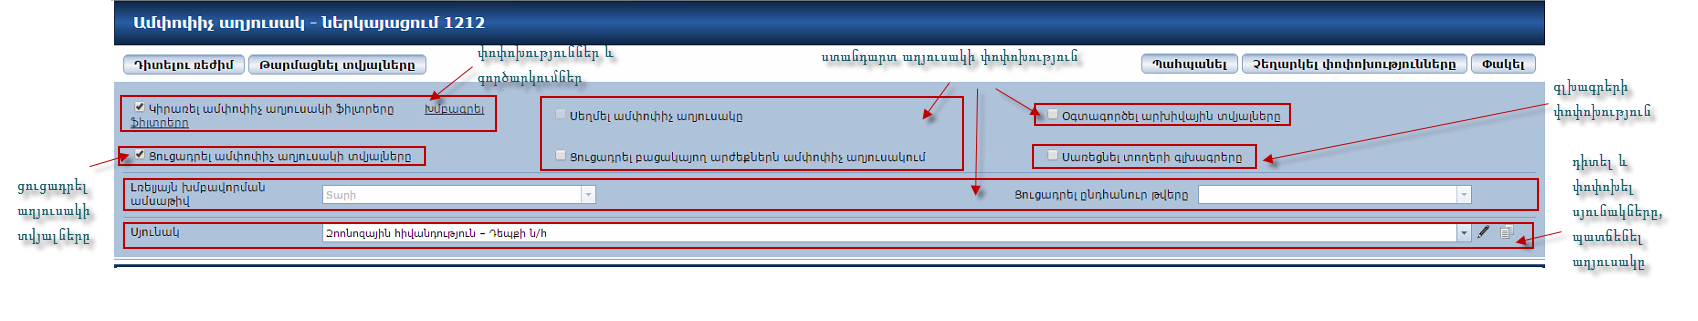 Ամփոփիչ աղյուսակ - ներկայացում 1212
փոփոխություններ և
գործարկումներ
ստանդարտ աղյուսակի փոփոխություն
Դիտելու ռեժիմ
Թարմացնել տվյալները
Պահպանել
Չեղարկել փոփոխությունները
Փակել
գլխագրերի
փոփոխություն
Կիրառել ամփոփիչ աղյուսակի ֆիլտրերը
Խմբագրել
ֆիլտրերը
Սեղմել ամփոփիչ աղյուսակը
Օգտագործել արխիվային տվյալները
Ցուցադրել ամփոփիչ աղյուսակի տվյալները
Ցուցադրել բացակայող արժեքներն ամփոփիչ աղյուսակում
Սառեցնել տողերի գլխագրերը
ցուցադրել
աղյուսակի
տվյալները
դիտել և
փոփոխել
սյունակները,
պատճենել
աղյուսակը
Լռելյայն խմբավորման
ամսաթիվ
Տարի
Ցուցադրել ընդհանուր թվերը
Սյունակ
Զոոնոզային հիվանդություն – Դեպքի ն/հ